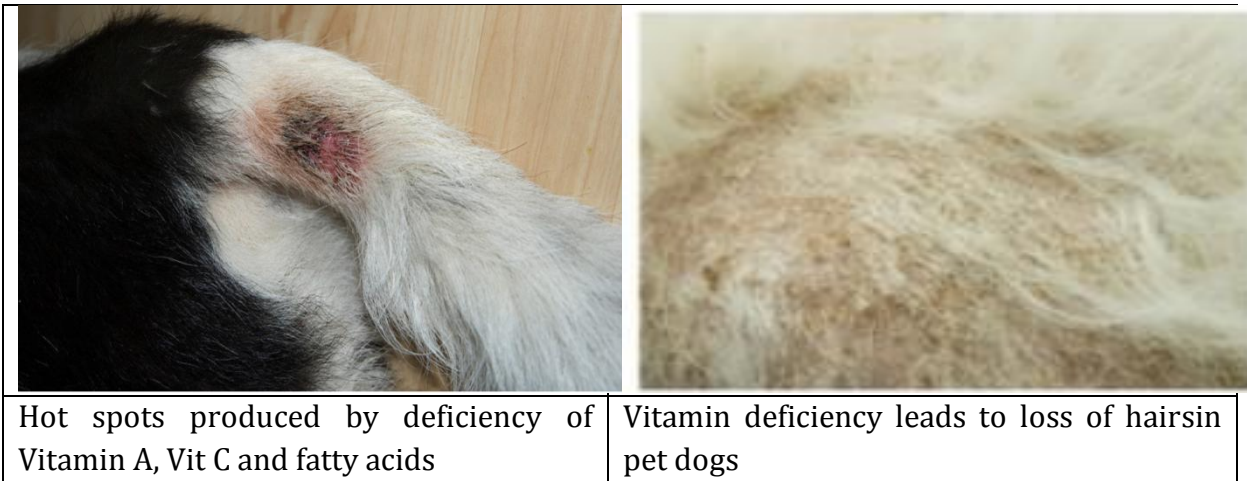 Hot spots produced by deficiency of
Vitamin A, Vit C and fatty acids
Vitamin deficiency leads to loss of hairsin
pet dogs